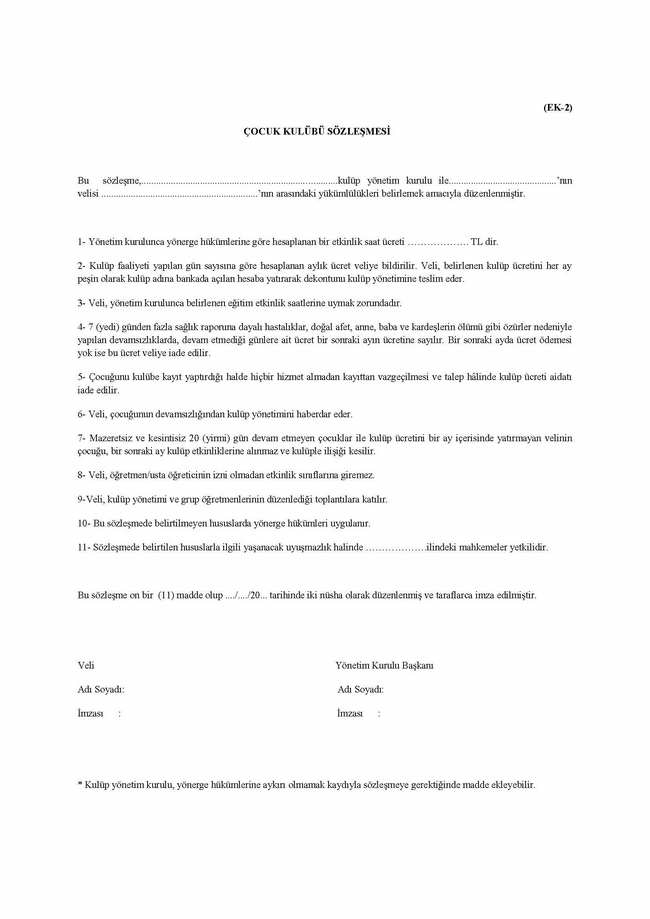 (EK-2)
ÇOCUK KULÜBÜ SÖZLEŞMESİ
Bu sözleşme,................................................................................kulüp yönetim kurulu ile............................................'nın
velisi ................................................................'nın arasındaki yükümlülükleri belirlemek amacıyla düzenlenmiştir.
1- Yönetim kurulunca yönerge hükümlerine göre hesaplanan bir etkinlik saat ücreti ………………. TL dir.
2- Kulüp faaliyeti yapılan gün sayısına göre hesaplanan aylık ücret veliye bildirilir. Veli, belirlenen kulüp ücretini her ay
peşin olarak kulüp adına bankada açılan hesaba yatırarak dekontunu kulüp yönetimine teslim eder.
3- Veli, yönetim kurulunca belirlenen eğitim etkinlik saatlerine uymak zorundadır.
4- 7 (yedi) günden fazla sağlık raporuna dayalı hastalıklar, doğal afet, anne, baba ve kardeşlerin ölümü gibi özürler nedeniyle
yapılan devamsızlıklarda, devam etmediği günlere ait ücret bir sonraki ayın ücretine sayılır. Bir sonraki ayda ücret ödemesi
yok ise bu ücret veliye iade edilir.
5- Çocuğunu kulübe kayıt yaptırdığı halde hiçbir hizmet almadan kayıttan vazgeçilmesi ve talep hâlinde kulüp ücreti aidatı
iade edilir.
6- Veli, çocuğunun devamsızlığından kulüp yönetimini haberdar eder.
7- Mazeretsiz ve kesintisiz 20 (yirmi) gün devam etmeyen çocuklar ile kulüp ücretini bir ay içerisinde yatırmayan velinin
çocuğu, bir sonraki ay kulüp etkinliklerine alınmaz ve kulüple ilişiği kesilir.
8- Veli, öğretmen/usta öğreticinin izni olmadan etkinlik sınıflarına giremez.
9-Veli, kulüp yönetimi ve grup öğretmenlerinin düzenlediği toplantılara katılır.
10- Bu sözleşmede belirtilmeyen hususlarda yönerge hükümleri uygulanır.
11- Sözleşmede belirtilen hususlarla ilgili yaşanacak uyuşmazlık halinde ……………….ilindeki mahkemeler yetkilidir.
Bu sözleşme on bir (11) madde olup ..../..../20... tarihinde iki nüsha olarak düzenlenmiş ve taraflarca imza edilmiştir.
Veli Yönetim Kurulu Başkanı
Adı Soyadı: Adı Soyadı:
İmzası : İmzası :
* Kulüp yönetim kurulu, yönerge hükümlerine aykırı olmamak kaydıyla sözleşmeye gerektiğinde madde ekleyebilir.